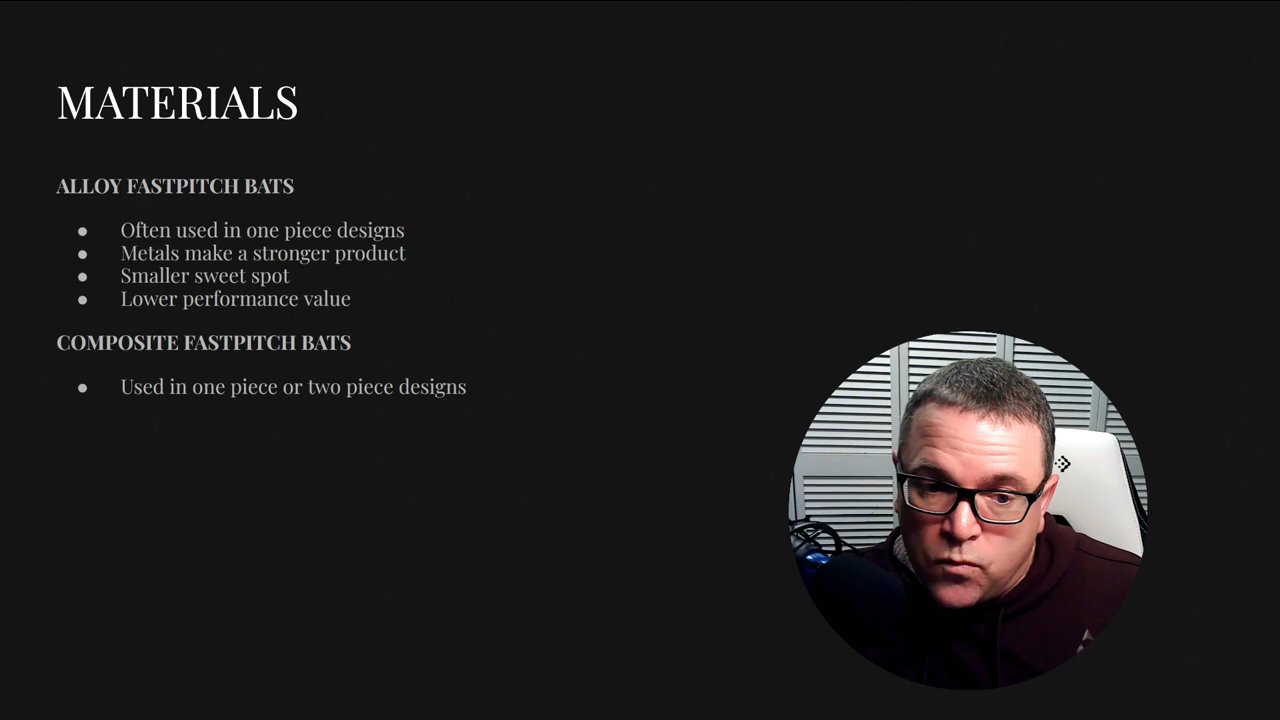 MATERIALS
ALLOY FASTPITCH BATS
● Often used in one piece designs
● Metals make a stronger product
● Smaller sweet spot
● Lower performance value
COMPOSITE FASTPITCH BATS
● Used in one piece or two piece designs